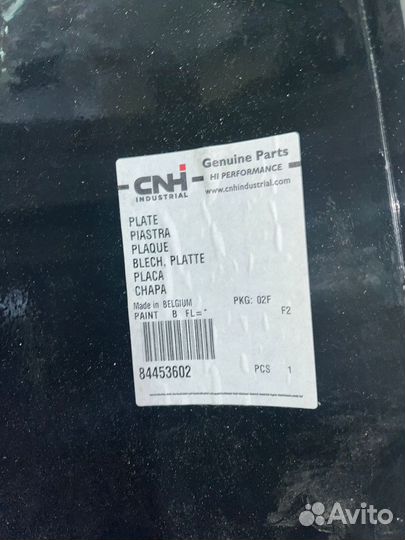 CNH
INDUSTRIAL
Genuine Parts
HI PERFORMANCE
www.cnhindustrial.com
PLATE
PIASTRA
PLAQUE
BLECH, PLATTE
PLACA
CHAPA
Made in BELGIUM PKG: 02F
PAINT B FL=* F2
84453602 PCS 1
Avito